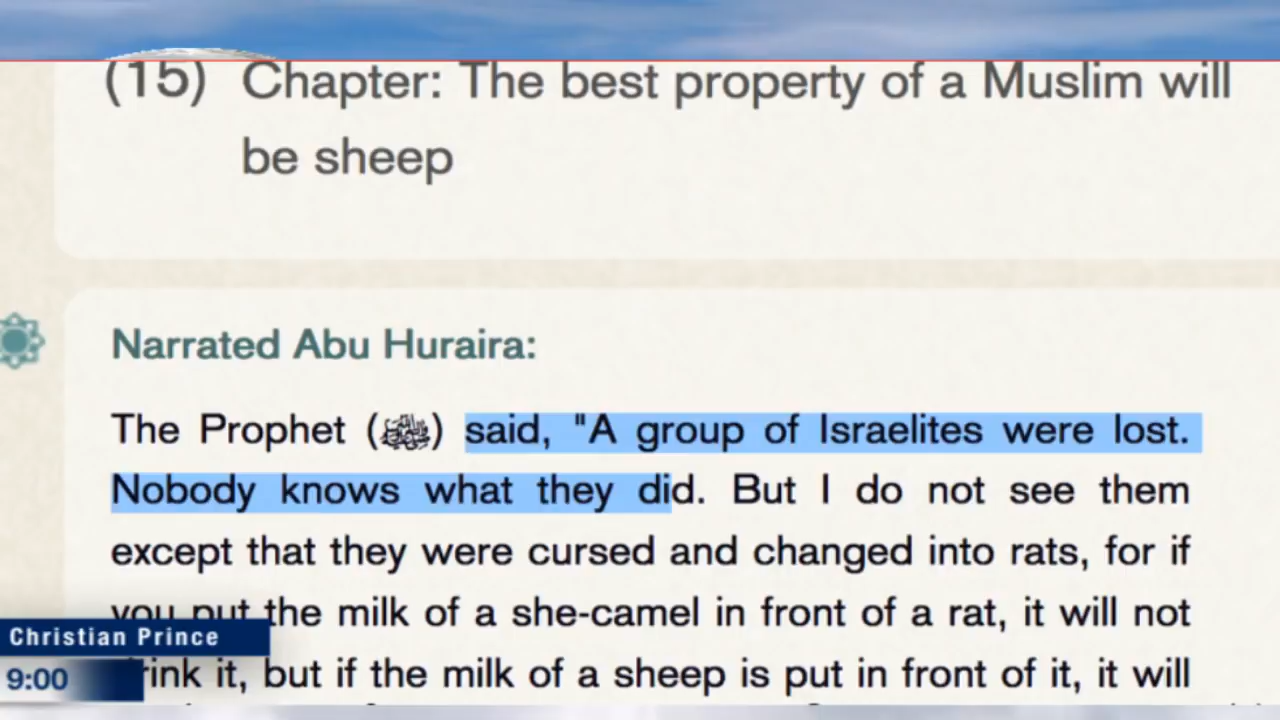 (15) Chapter: The best property of a Muslim will
be sheep
Narrated Abu Huraira:
The Prophet (ﷺ) said, "A group of Israelites were lost.
Nobody knows what they did. But I do not see them
except that they were cursed and changed into rats, for if
you put the milk of a she-camel in front of a rat, it will not
drink it, but if the milk of a sheep is put in front of it, it will
Christian Prince
9:00